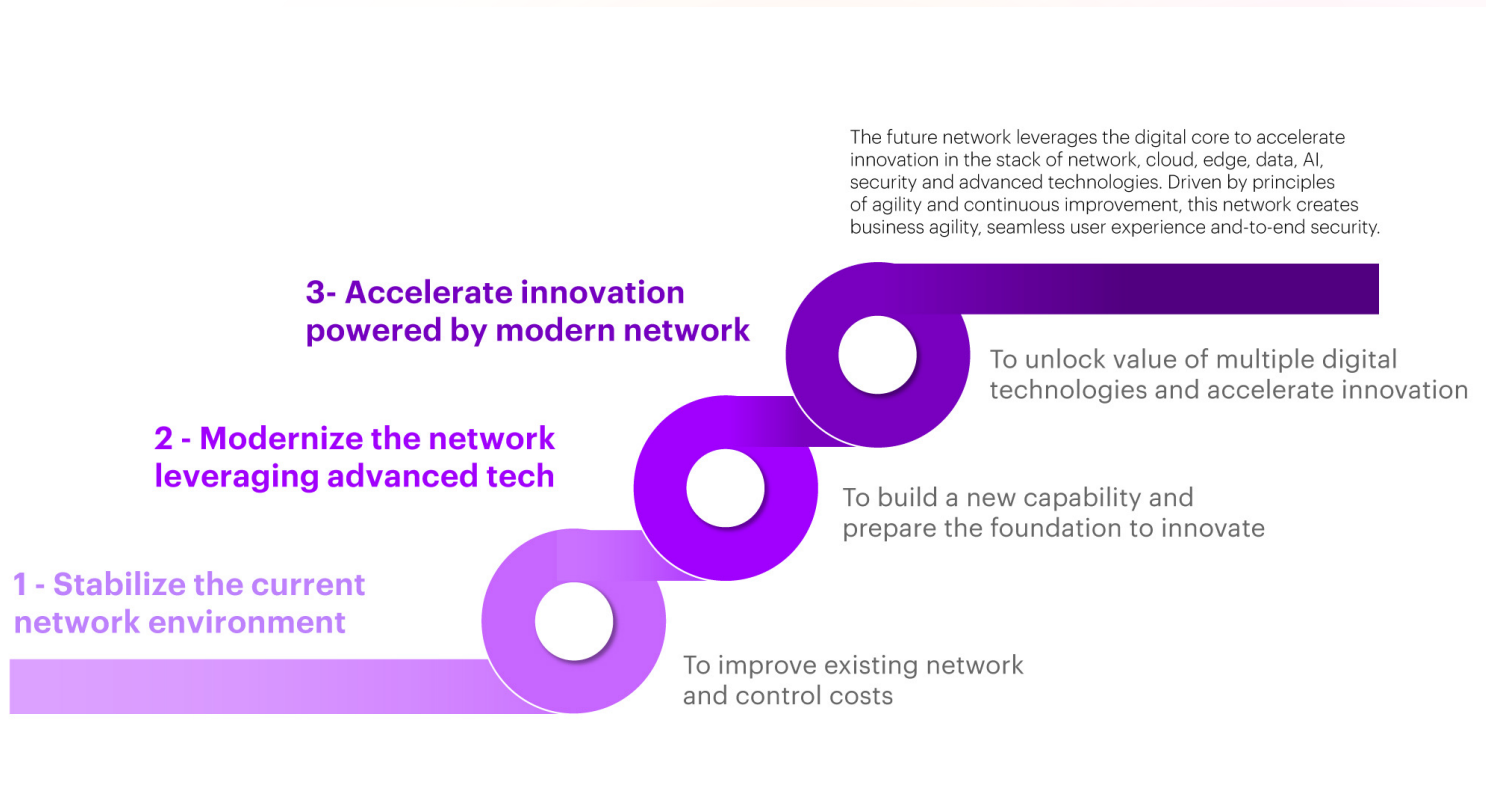 The future network leverages the digital core to accelerate
innovation in the stack of network, cloud, edge, data, AI,
security and advanced technologies. Driven by principles
of agility and continuous improvement, this network creates
business agility, seamless user experience and-to-end security.
3- Accelerate innovation
powered by modern network
To unlock value of multiple digital
technologies and accelerate innovation
2 - Modernize the network
leveraging advanced tech
To build a new capability and
prepare the foundation to innovate
1 - Stabilize the current
network environment
To improve existing network
and control costs